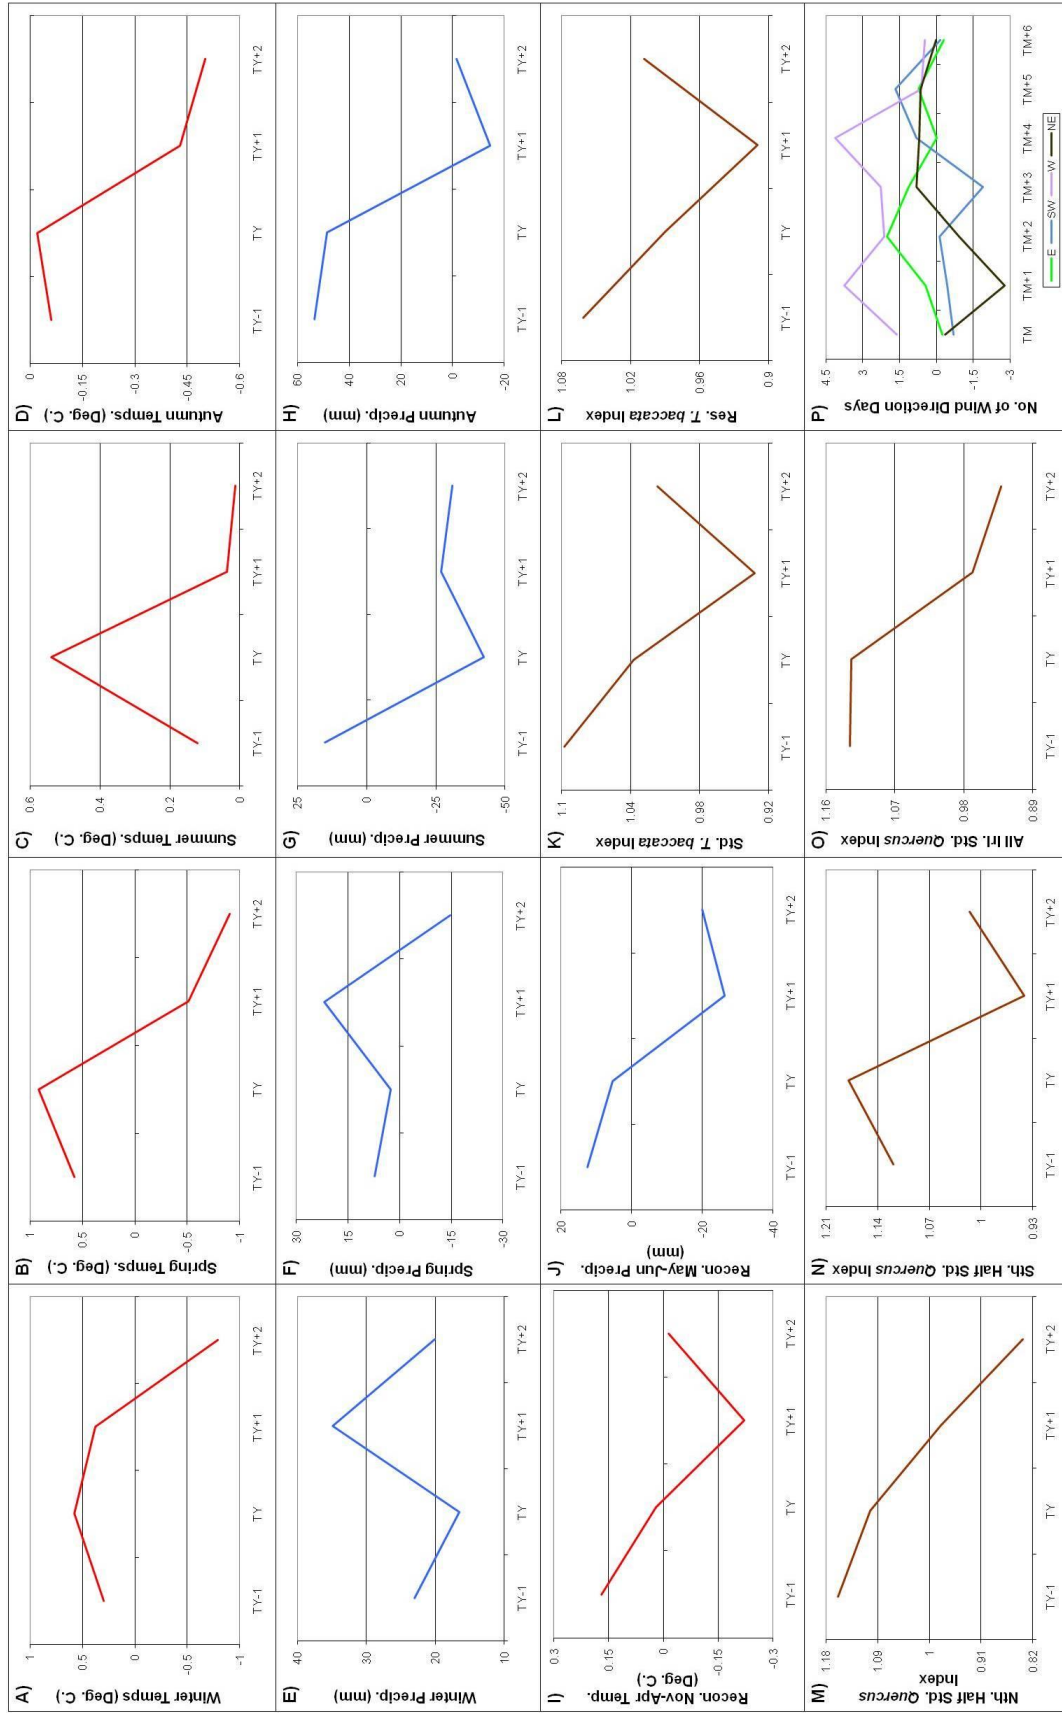 A)
Winter Temps (Deg. C.)
1
0.5
0
-0.5
-1
TY-1
TY
TY+1
TY+2
B)
Spring Temps. (Deg. C.)
1
0.5
0
-0.5
-1
TY-1
TY
TY+1
TY+2
C)
Summer Temps. (Deg. C.)
0.6
0.4
0.2
0
TY-1
TY
TY+1
TY+2
D)
Autumn Temps. (Deg. C.)
0
-0.15
-0.3
-0.45
-0.6
TY-1
TY
TY+1
TY+2
E)
Winter Precip. (mm)
40
30
20
10
TY-1
TY
TY+1
TY+2
F)
Spring Precip. (mm)
30
15
0
-15
-30
TY-1
TY
TY+1
TY+2
G)
Summer Precip. (mm)
25
0
-25
-50
TY-1
TY
TY+1
TY+2
H)
Autumn Precip. (mm)
60
40
20
0
-20
TY-1
TY
TY+1
TY+2
I)
Recon. Nov-Apr Temp.
(Deg. C.)
0.3
0.15
0
-0.15
-0.3
TY-1
TY
TY+1
TY+2
J)
Recon. May-Jun Precip.
(mm)
20
0
-20
-40
TY-1
TY
TY+1
TY+2
K)
Std. T. baccata Index
1.1
1.04
0.98
0.92
TY-1
TY
TY+1
TY+2
L)
Res. T. baccata Index
1.08
1.02
0.96
0.9
TY-1
TY
TY+1
TY+2
M)
Nth. Half Std. Quercus
Index
1.18
1.09
1
0.91
0.82
TY-1
TY
TY+1
TY+2
N)
Sth. Half Std. Quercus Index
1.21
1.14
1.07
1
0.93
TY-1
TY
TY+1
TY+2
O)
All Irl. Std. Quercus Index
1.16
1.07
0.98
0.89
TY-1
TY
TY+1
TY+2
P)
No. of Wind Direction Days
4.5
3
1.5
0
-1.5
-3
TM
TM+1
TM+2
TM+3
TM+4
TM+5
TM+6
E SW W NE